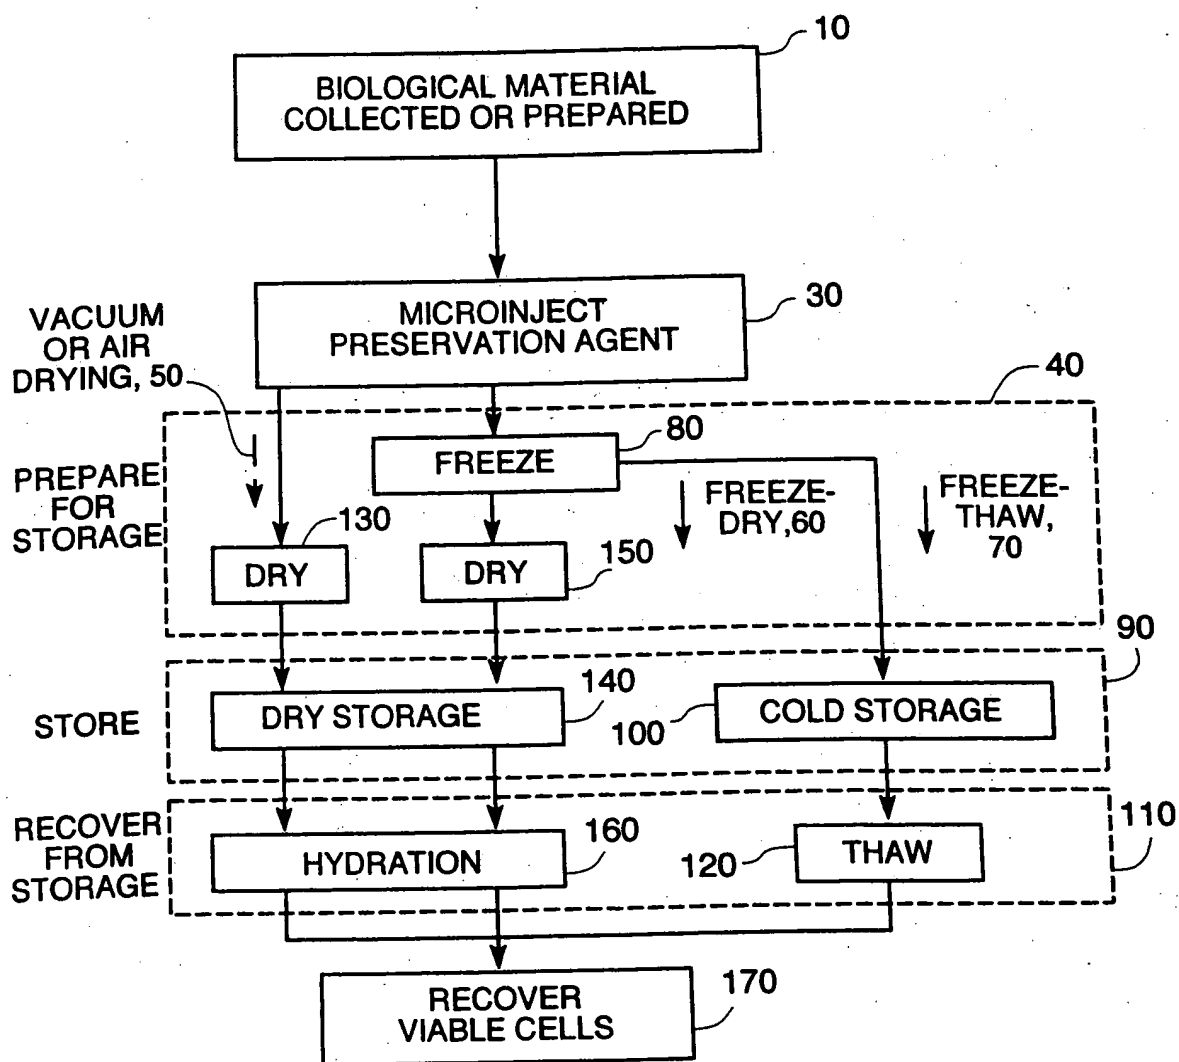 10
BIOLOGICAL MATERIAL
COLLECTED OR PREPARED
30
MICROINJECT
PRESERVATION AGENT
VACUUM
OR AIR
DRYING, 50
40
80
FREEZE
PREPARE
FOR
STORAGE
FREEZE-
DRY,60
FREEZE-
THAW,
70
130
DRY
150
DRY
90
STORE
140
DRY STORAGE
100
COLD STORAGE
RECOVER
FROM
STORAGE
160
HYDRATION
120
THAW
110
170
RECOVER
VIABLE CELLS